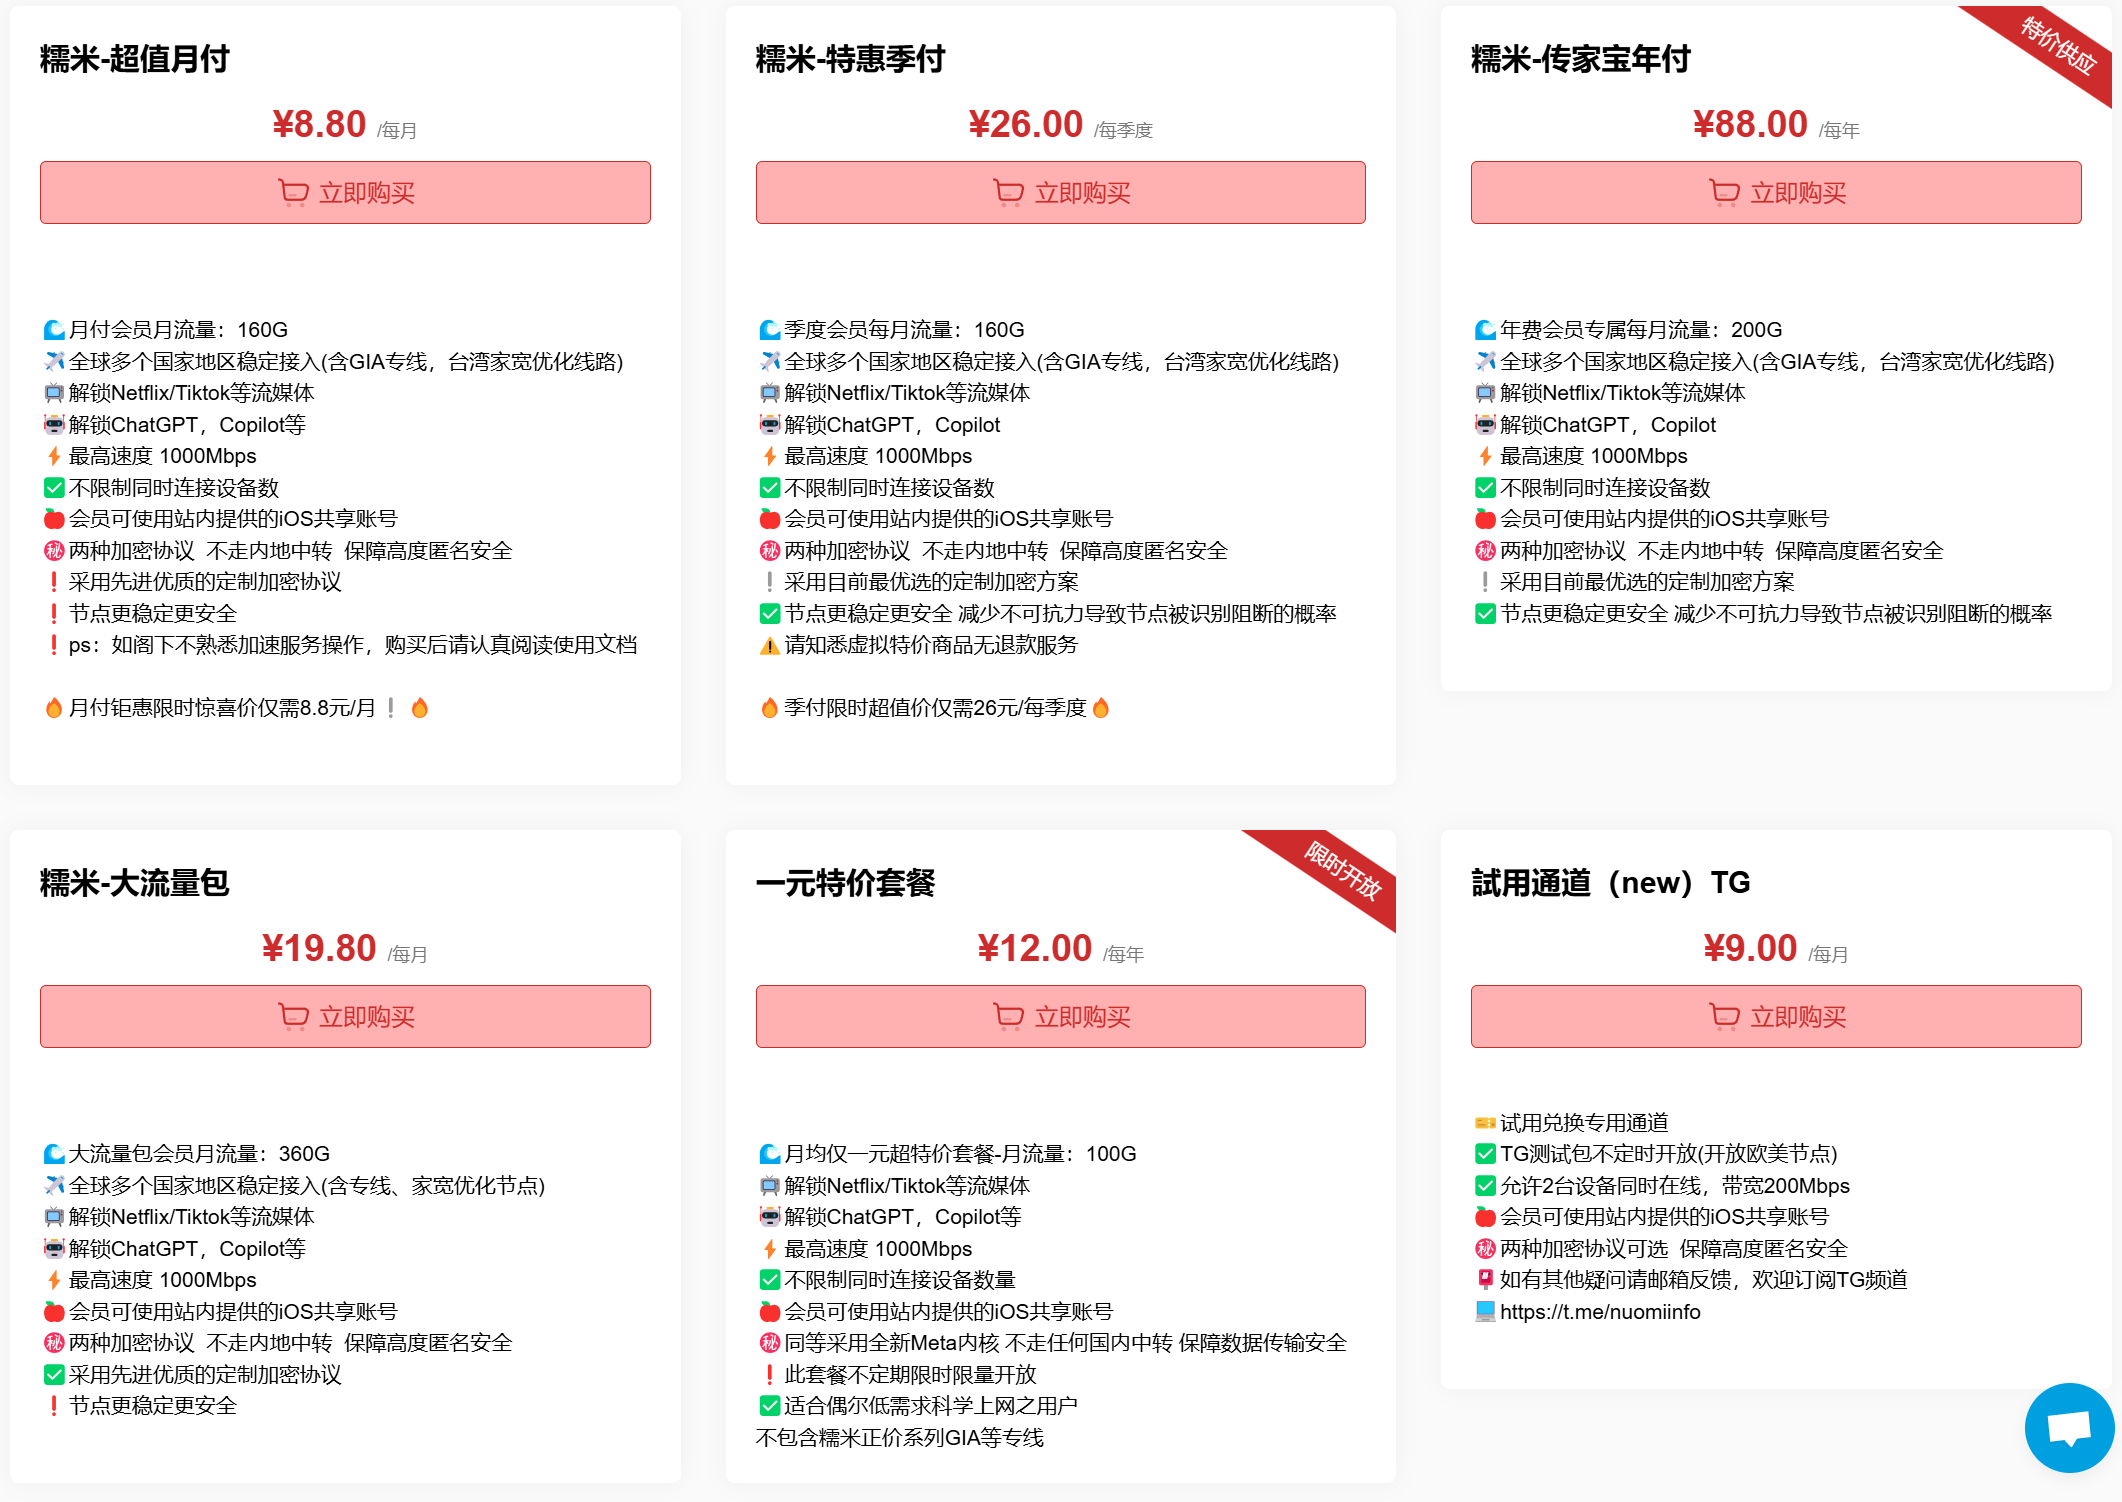 糯米-超值月付
¥8.80 /每月
立即购买
🌊月付会员月流量：160G
✈️全球多个国家地区稳定接入(含GIA专线，台湾家宽优化线路)
📺解锁Netflix/Tiktok等流媒体
🤖解锁ChatGPT，Copilot等
⚡最高速度 1000Mbps
✅不限制同时连接设备数
🍎会员可使用站内提供的iOS共享账号
㊙️两种加密协议 不走内地中转 保障高度匿名安全
❗采用先进优质的定制加密协议
❗节点更稳定更安全
❗ps：如阁下不熟悉加速服务操作，购买后请认真阅读使用文档
🔥月付钜惠限时惊喜价仅需8.8元/月❕🔥
糯米-特惠季付
¥26.00 /每季度
立即购买
🌊季度会员每月流量：160G
✈️全球多个国家地区稳定接入(含GIA专线，台湾家宽优化线路)
📺解锁Netflix/Tiktok等流媒体
🤖解锁ChatGPT，Copilot
⚡最高速度 1000Mbps
✅不限制同时连接设备数
🍎会员可使用站内提供的iOS共享账号
㊙️两种加密协议 不走内地中转 保障高度匿名安全
❕采用目前最优选的定制加密方案
✅节点更稳定更安全 减少不可抗力导致节点被识别阻断的概率
⚠️请知悉虚拟特价商品无退款服务
🔥季付限时超值价仅需26元/每季度🔥
糯米-传家宝年付
特价供应
¥88.00 /每年
立即购买
🌊年费会员专属每月流量：200G
✈️全球多个国家地区稳定接入(含GIA专线，台湾家宽优化线路)
📺解锁Netflix/Tiktok等流媒体
🤖解锁ChatGPT，Copilot
⚡最高速度 1000Mbps
✅不限制同时连接设备数
🍎会员可使用站内提供的iOS共享账号
㊙️两种加密协议 不走内地中转 保障高度匿名安全
❕采用目前最优选的定制加密方案
✅节点更稳定更安全 减少不可抗力导致节点被识别阻断的概率
糯米-大流量包
¥19.80 /每月
立即购买
🌊大流量包会员月流量：360G
✈️全球多个国家地区稳定接入(含专线、家宽优化节点)
📺解锁Netflix/Tiktok等流媒体
🤖解锁ChatGPT，Copilot等
⚡最高速度 1000Mbps
🍎会员可使用站内提供的iOS共享账号
㊙️两种加密协议 不走内地中转 保障高度匿名安全
✅采用先进优质的定制加密协议
❗节点更稳定更安全
一元特价套餐
限时开放
¥12.00 /每年
立即购买
🌊月均仅一元超特价套餐-月流量：100G
📺解锁Netflix/Tiktok等流媒体
🤖解锁ChatGPT，Copilot等
⚡最高速度 1000Mbps
✅不限制同时连接设备数量
🍎会员可使用站内提供的iOS共享账号
㊙️同等采用全新Meta内核 不走任何国内中转 保障数据传输安全
❗此套餐不定期限时限量开放
✅适合偶尔低需求科学上网之用户
不包含糯米正价系列GIA等专线
試用通道（new）TG
¥9.00 /每月
立即购买
🎫试用兑换专用通道
✅TG测试包不定时开放(开放欧美节点)
✅允许2台设备同时在线，带宽200Mbps
🍎会员可使用站内提供的iOS共享账号
㊙️两种加密协议可选 保障高度匿名安全
📮如有其他疑问请邮箱反馈，欢迎订阅TG频道
💻https://t.me/nuomiinfo